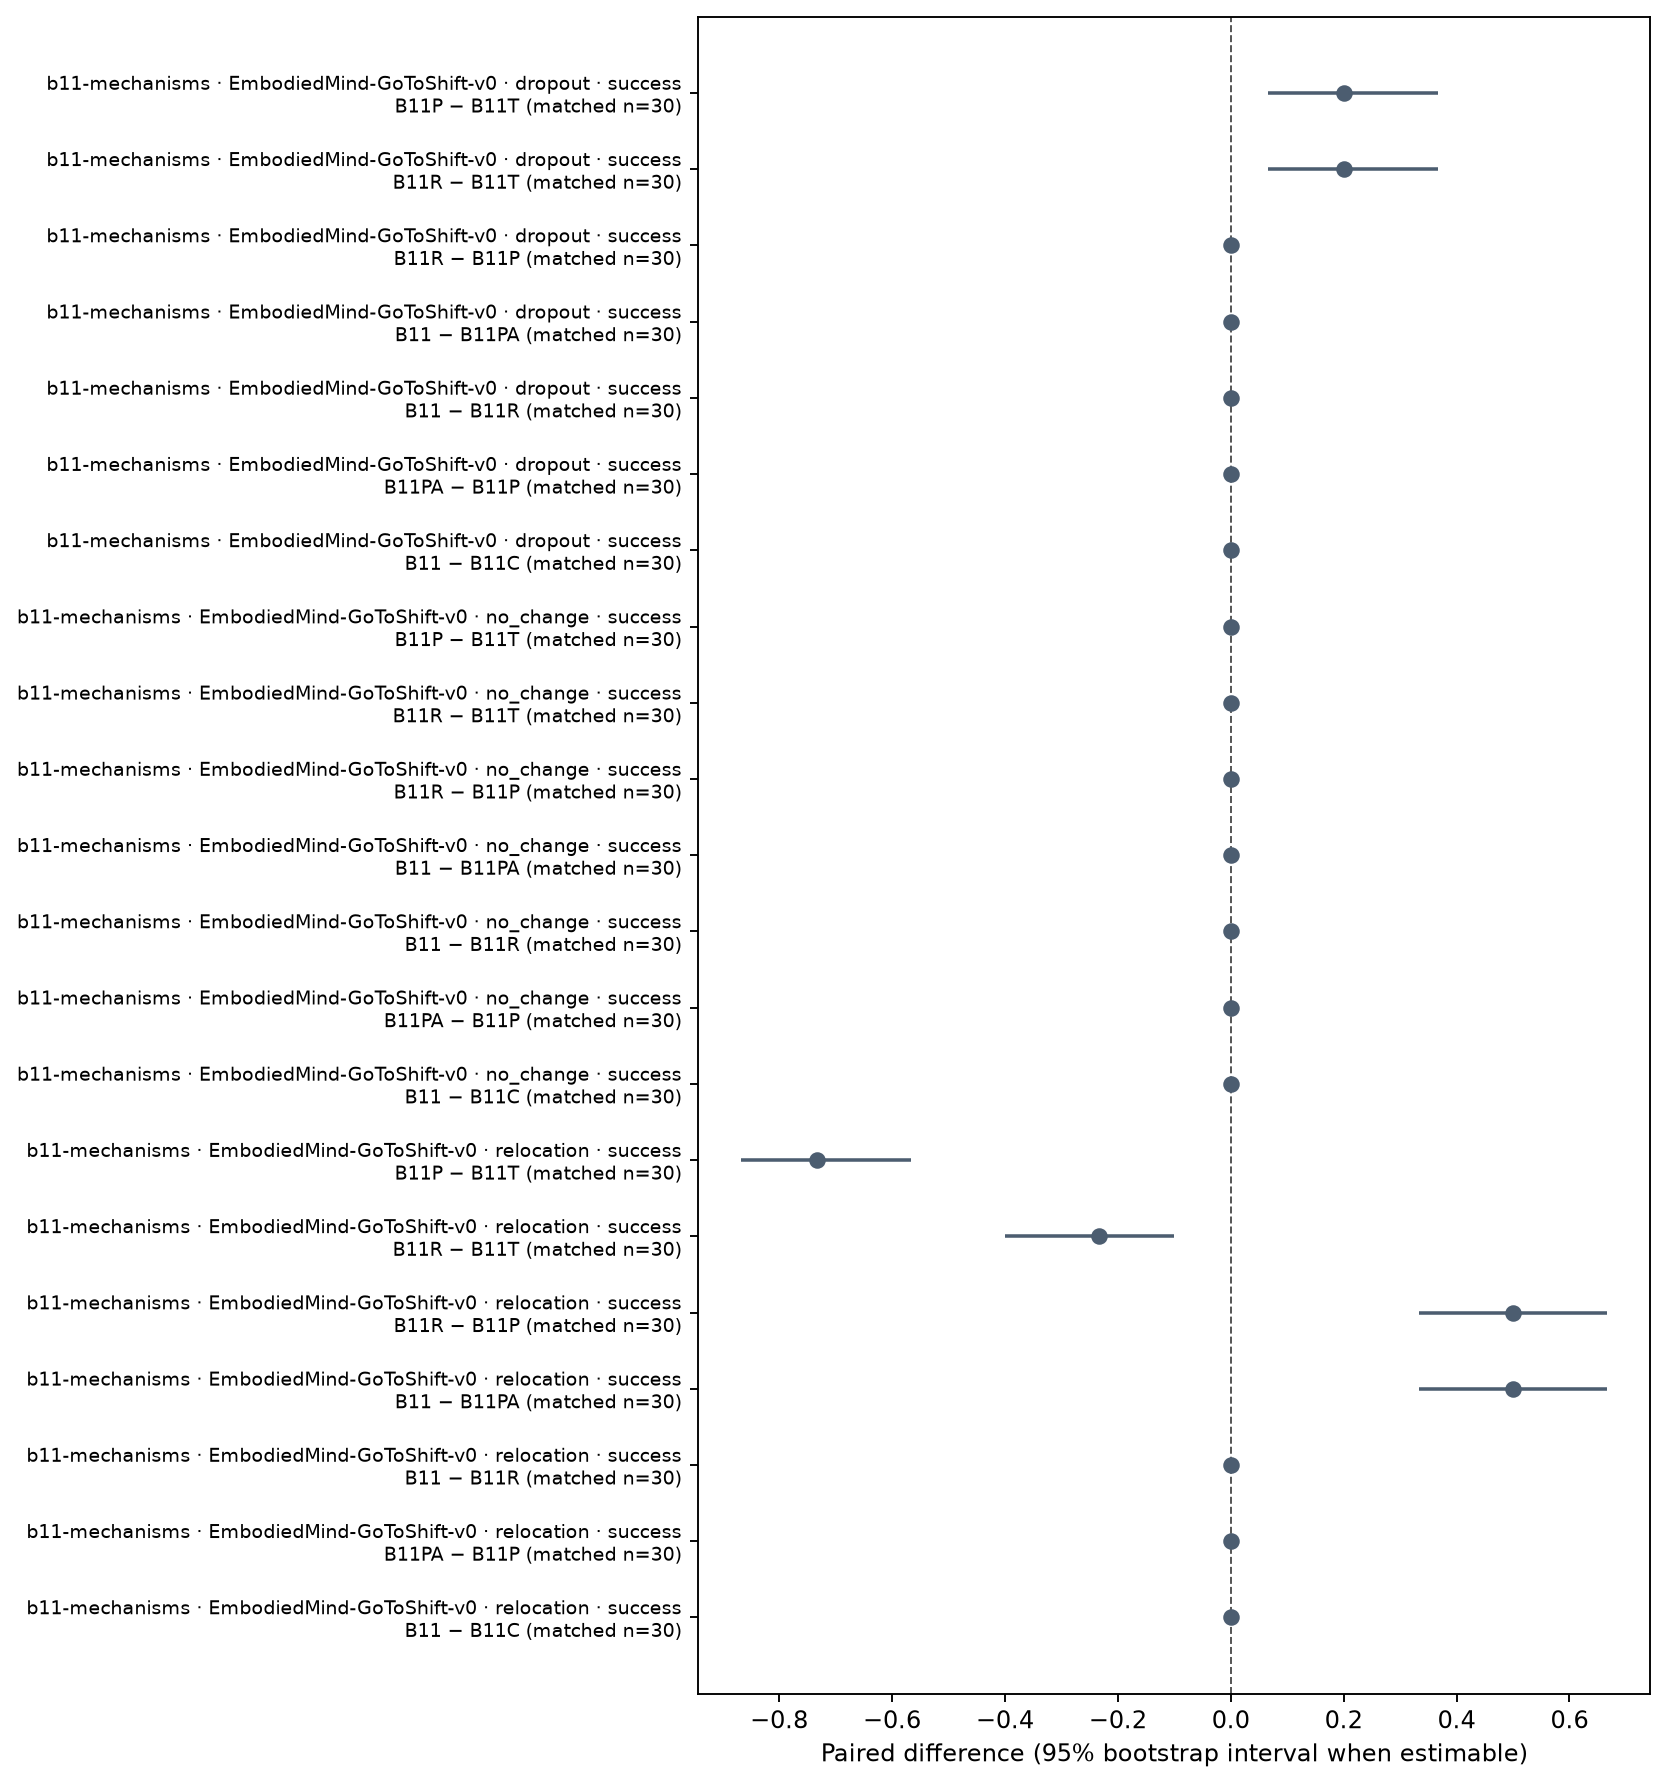 b11-mechanisms · EmbodiedMind-GoToShift-v0 · dropout · success
B11P − B11T (matched n=30)
b11-mechanisms · EmbodiedMind-GoToShift-v0 · dropout · success
B11R − B11T (matched n=30)
b11-mechanisms · EmbodiedMind-GoToShift-v0 · dropout · success
B11R − B11P (matched n=30)
b11-mechanisms · EmbodiedMind-GoToShift-v0 · dropout · success
B11 − B11PA (matched n=30)
b11-mechanisms · EmbodiedMind-GoToShift-v0 · dropout · success
B11 − B11R (matched n=30)
b11-mechanisms · EmbodiedMind-GoToShift-v0 · dropout · success
B11PA − B11P (matched n=30)
b11-mechanisms · EmbodiedMind-GoToShift-v0 · dropout · success
B11 − B11C (matched n=30)
b11-mechanisms · EmbodiedMind-GoToShift-v0 · no_change · success
B11P − B11T (matched n=30)
b11-mechanisms · EmbodiedMind-GoToShift-v0 · no_change · success
B11R − B11T (matched n=30)
b11-mechanisms · EmbodiedMind-GoToShift-v0 · no_change · success
B11R − B11P (matched n=30)
b11-mechanisms · EmbodiedMind-GoToShift-v0 · no_change · success
B11 − B11PA (matched n=30)
b11-mechanisms · EmbodiedMind-GoToShift-v0 · no_change · success
B11 − B11R (matched n=30)
b11-mechanisms · EmbodiedMind-GoToShift-v0 · no_change · success
B11PA − B11P (matched n=30)
b11-mechanisms · EmbodiedMind-GoToShift-v0 · no_change · success
B11 − B11C (matched n=30)
b11-mechanisms · EmbodiedMind-GoToShift-v0 · relocation · success
B11P − B11T (matched n=30)
b11-mechanisms · EmbodiedMind-GoToShift-v0 · relocation · success
B11R − B11T (matched n=30)
b11-mechanisms · EmbodiedMind-GoToShift-v0 · relocation · success
B11R − B11P (matched n=30)
b11-mechanisms · EmbodiedMind-GoToShift-v0 · relocation · success
B11 − B11PA (matched n=30)
b11-mechanisms · EmbodiedMind-GoToShift-v0 · relocation · success
B11 − B11R (matched n=30)
b11-mechanisms · EmbodiedMind-GoToShift-v0 · relocation · success
B11PA − B11P (matched n=30)
b11-mechanisms · EmbodiedMind-GoToShift-v0 · relocation · success
B11 − B11C (matched n=30)
−0.8 −0.6 −0.4 −0.2 0.0 0.2 0.4 0.6
Paired difference (95% bootstrap interval when estimable)